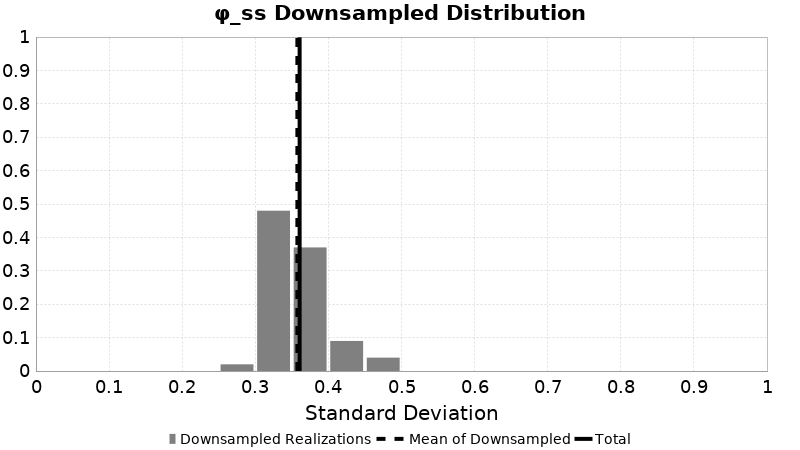 φ_ss Downsampled Distribution
1
0.9
0.8
0.7
0.6
0.5
0.4
0.3
0.2
0.1
0
0 0.1 0.2 0.3 0.4 0.5 0.6 0.7 0.8 0.9 1
Standard Deviation
Downsampled Realizations Mean of Downsampled Total